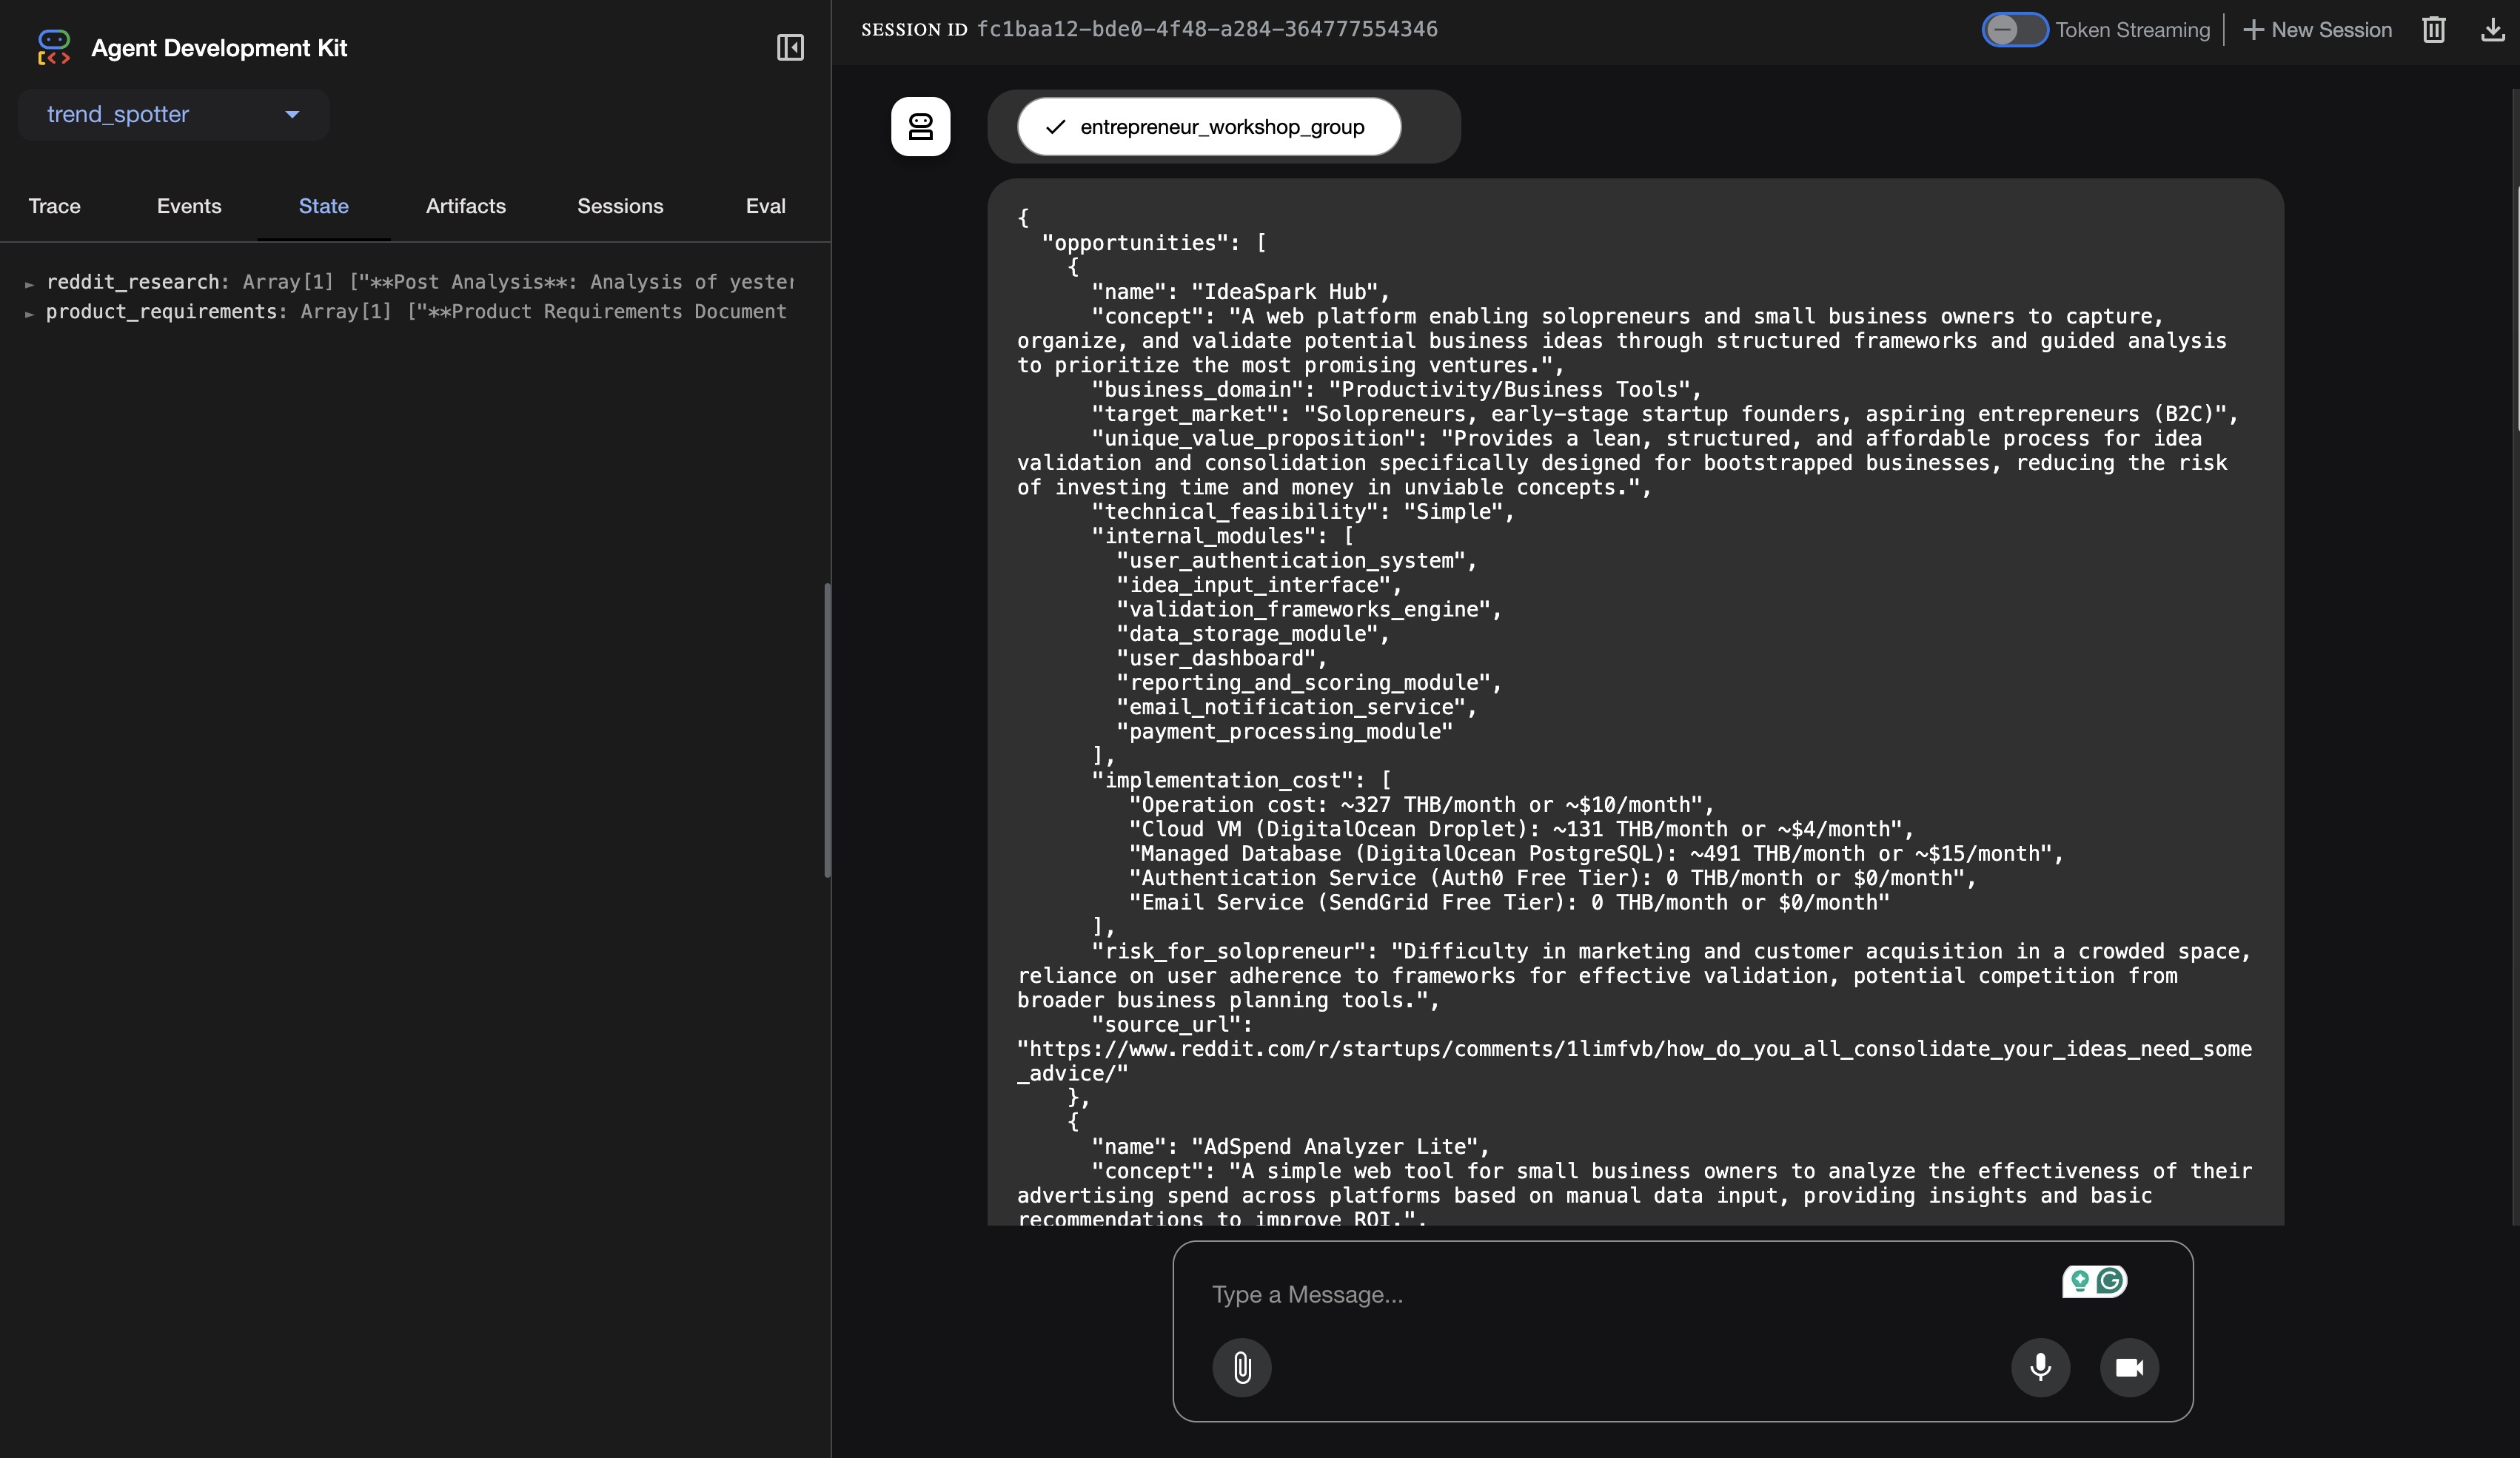 Agent Development Kit
trend_spotter
Trace Events State Artifacts Sessions Eval
reddit_research: Array[1] ["**Post Analysis**: Analysis of yester
product_requirements: Array[1] ["**Product Requirements Document
SESSION ID fc1baa12-bde0-4f48-a284-364777554346
Token Streaming
New Session
entrepreneur_workshop_group
{
"opportunities": [
{
"name": "IdeaSpark Hub",
"concept": "A web platform enabling solopreneurs and small business owners to capture,
organize, and validate potential business ideas through structured frameworks and guided analysis
to prioritize the most promising ventures.",
"business_domain": "Productivity/Business Tools",
"target_market": "Solopreneurs, early-stage startup founders, aspiring entrepreneurs (B2C)",
"unique_value_proposition": "Provides a lean, structured, and affordable process for idea
validation and consolidation specifically designed for bootstrapped businesses, reducing the risk
of investing time and money in unviable concepts.",
"technical_feasibility": "Simple",
"internal_modules": [
"user_authentication_system",
"idea_input_interface",
"validation_frameworks_engine",
"data_storage_module",
"user_dashboard",
"reporting_and_scoring_module",
"email_notification_service",
"payment_processing_module"
],
"implementation_cost": [
"Operation cost: ~327 THB/month or ~$10/month",
"Cloud VM (DigitalOcean Droplet): ~131 THB/month or ~$4/month",
"Managed Database (DigitalOcean PostgreSQL): ~491 THB/month or ~$15/month",
"Authentication Service (Auth0 Free Tier): 0 THB/month or $0/month",
"Email Service (SendGrid Free Tier): 0 THB/month or $0/month"
],
"risk_for_solopreneur": "Difficulty in marketing and customer acquisition in a crowded space,
reliance on user adherence to frameworks for effective validation, potential competition from
broader business planning tools.",
"source_url":
"https://www.reddit.com/r/startups/comments/1limfvb/how_do_you_all_consolidate_your_ideas_need_some
_advice/"
},
{
"name": "AdSpend Analyzer Lite",
"concept": "A simple web tool for small business owners to analyze the effectiveness of their
advertising spend across platforms based on manual data input, providing insights and basic
recommendations to improve ROI.",
Type a Message...